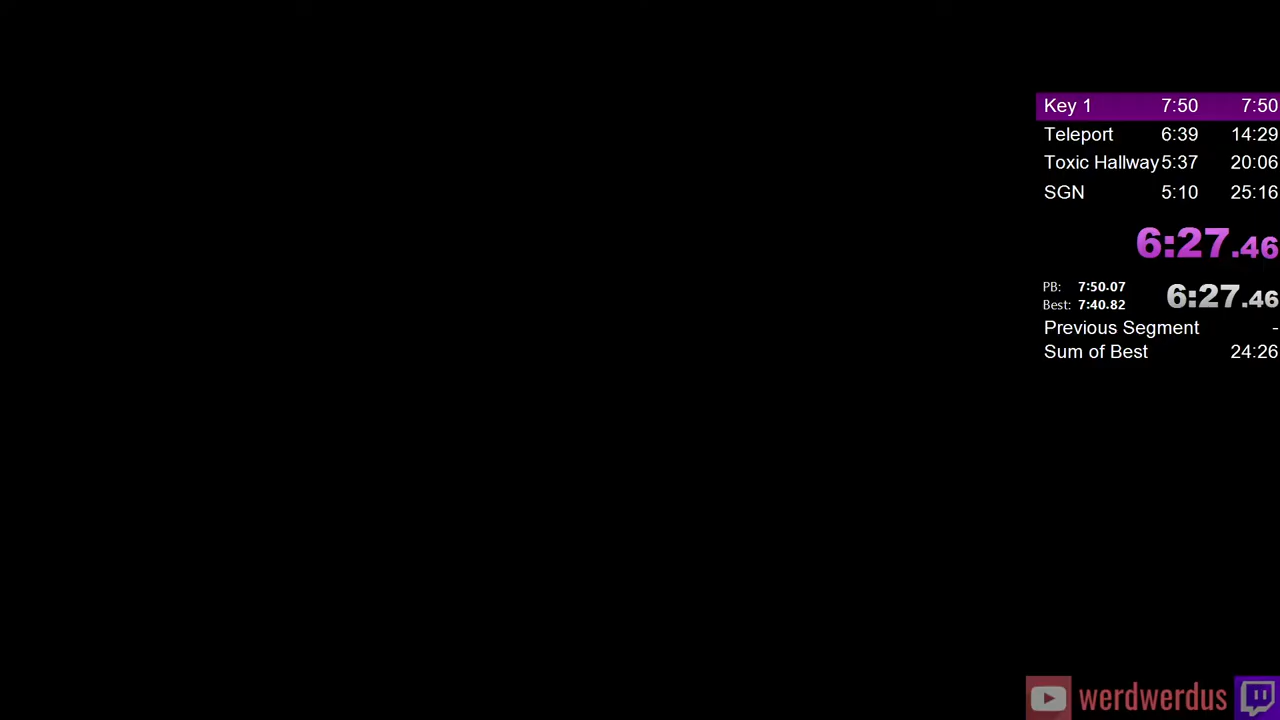 Key 1 7:50 7:50
Teleport 6:39 14:29
Toxic Hallway 5:37 20:06
SGN 5:10 25:16
6:27.46
PB: 7:50.07 6:27.46
Best: 7:40.82
Previous Segment -
Sum of Best 24:26
werdwerdus